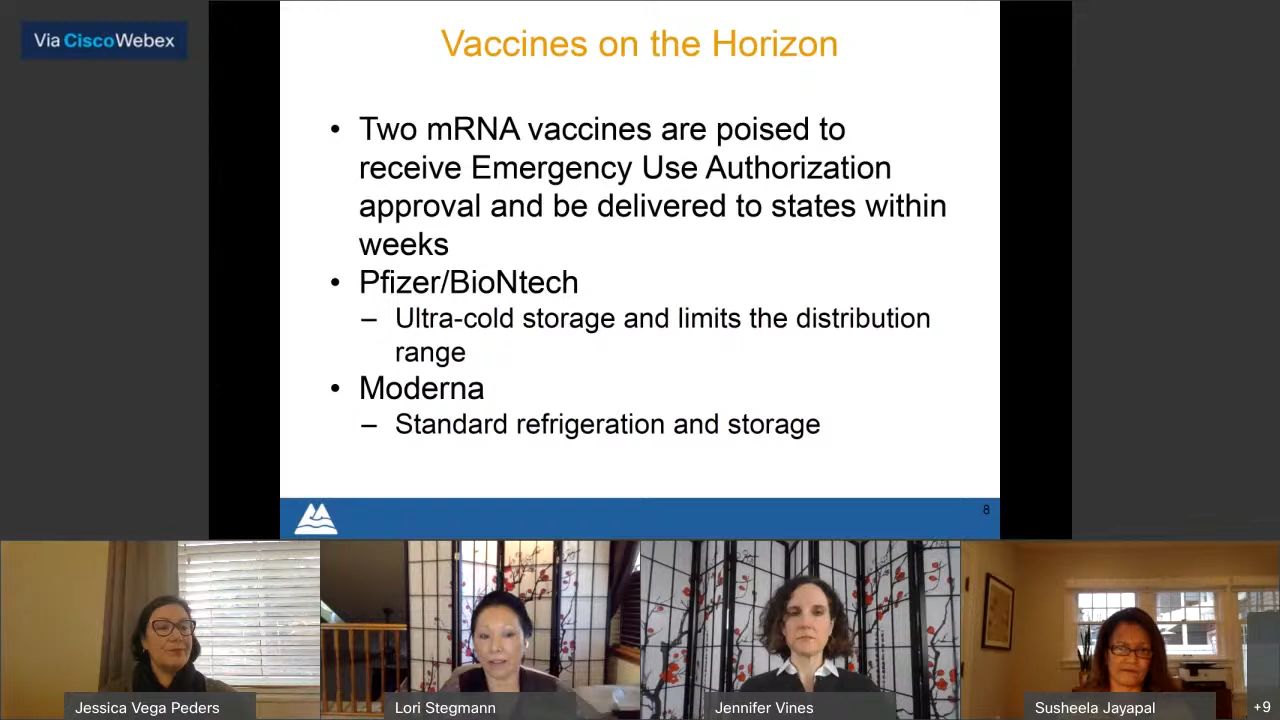 Via CiscoWebex
Vaccines on the Horizon
• Two mRNA vaccines are poised to
receive Emergency Use Authorization
approval and be delivered to states within
weeks
• Pfizer/BioNtech
– Ultra-cold storage and limits the distribution
range
• Moderna
– Standard refrigeration and storage
8
Jessica Vega Peders
Lori Stegmann
Jennifer Vines
Susheela Jayapal
+9